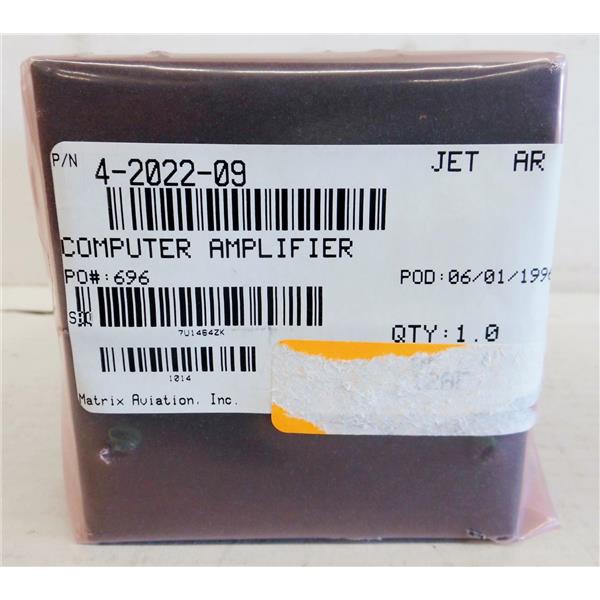 P/N 4-2022-09 JET AR
COMPUTER AMPLIFIER
PO#:696 POD:06/01/1996
7U1464ZK
QTY:1.0
1014
Matrix Aviation, Inc.